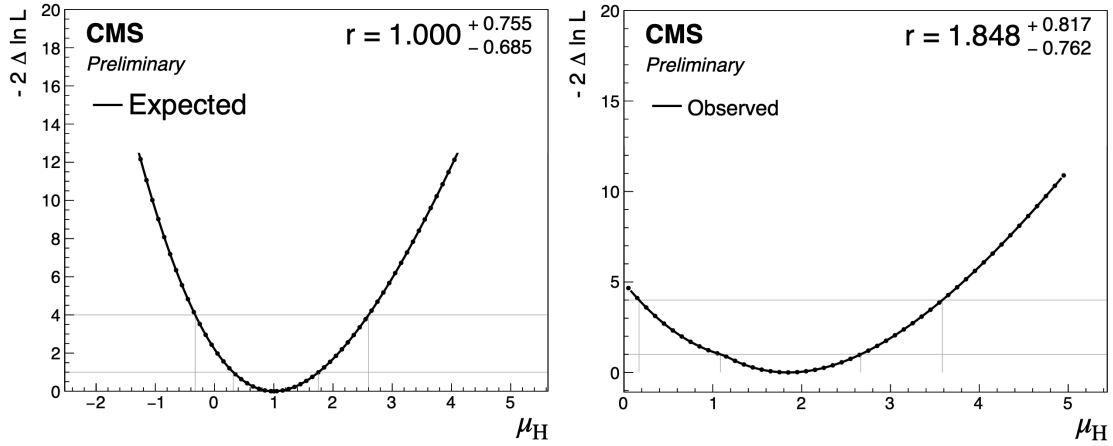 CMS
Preliminary
r = 1.000 + 0.755 − 0.685
Expected
- 2 Δ ln L
20
18
16
14
12
10
8
6
4
2
0
−2 −1 0 1 2 3 4 5
μH
CMS
Preliminary
r = 1.848 + 0.817 − 0.762
Observed
- 2 Δ ln L
20
15
10
5
0
0 1 2 3 4 5
μH